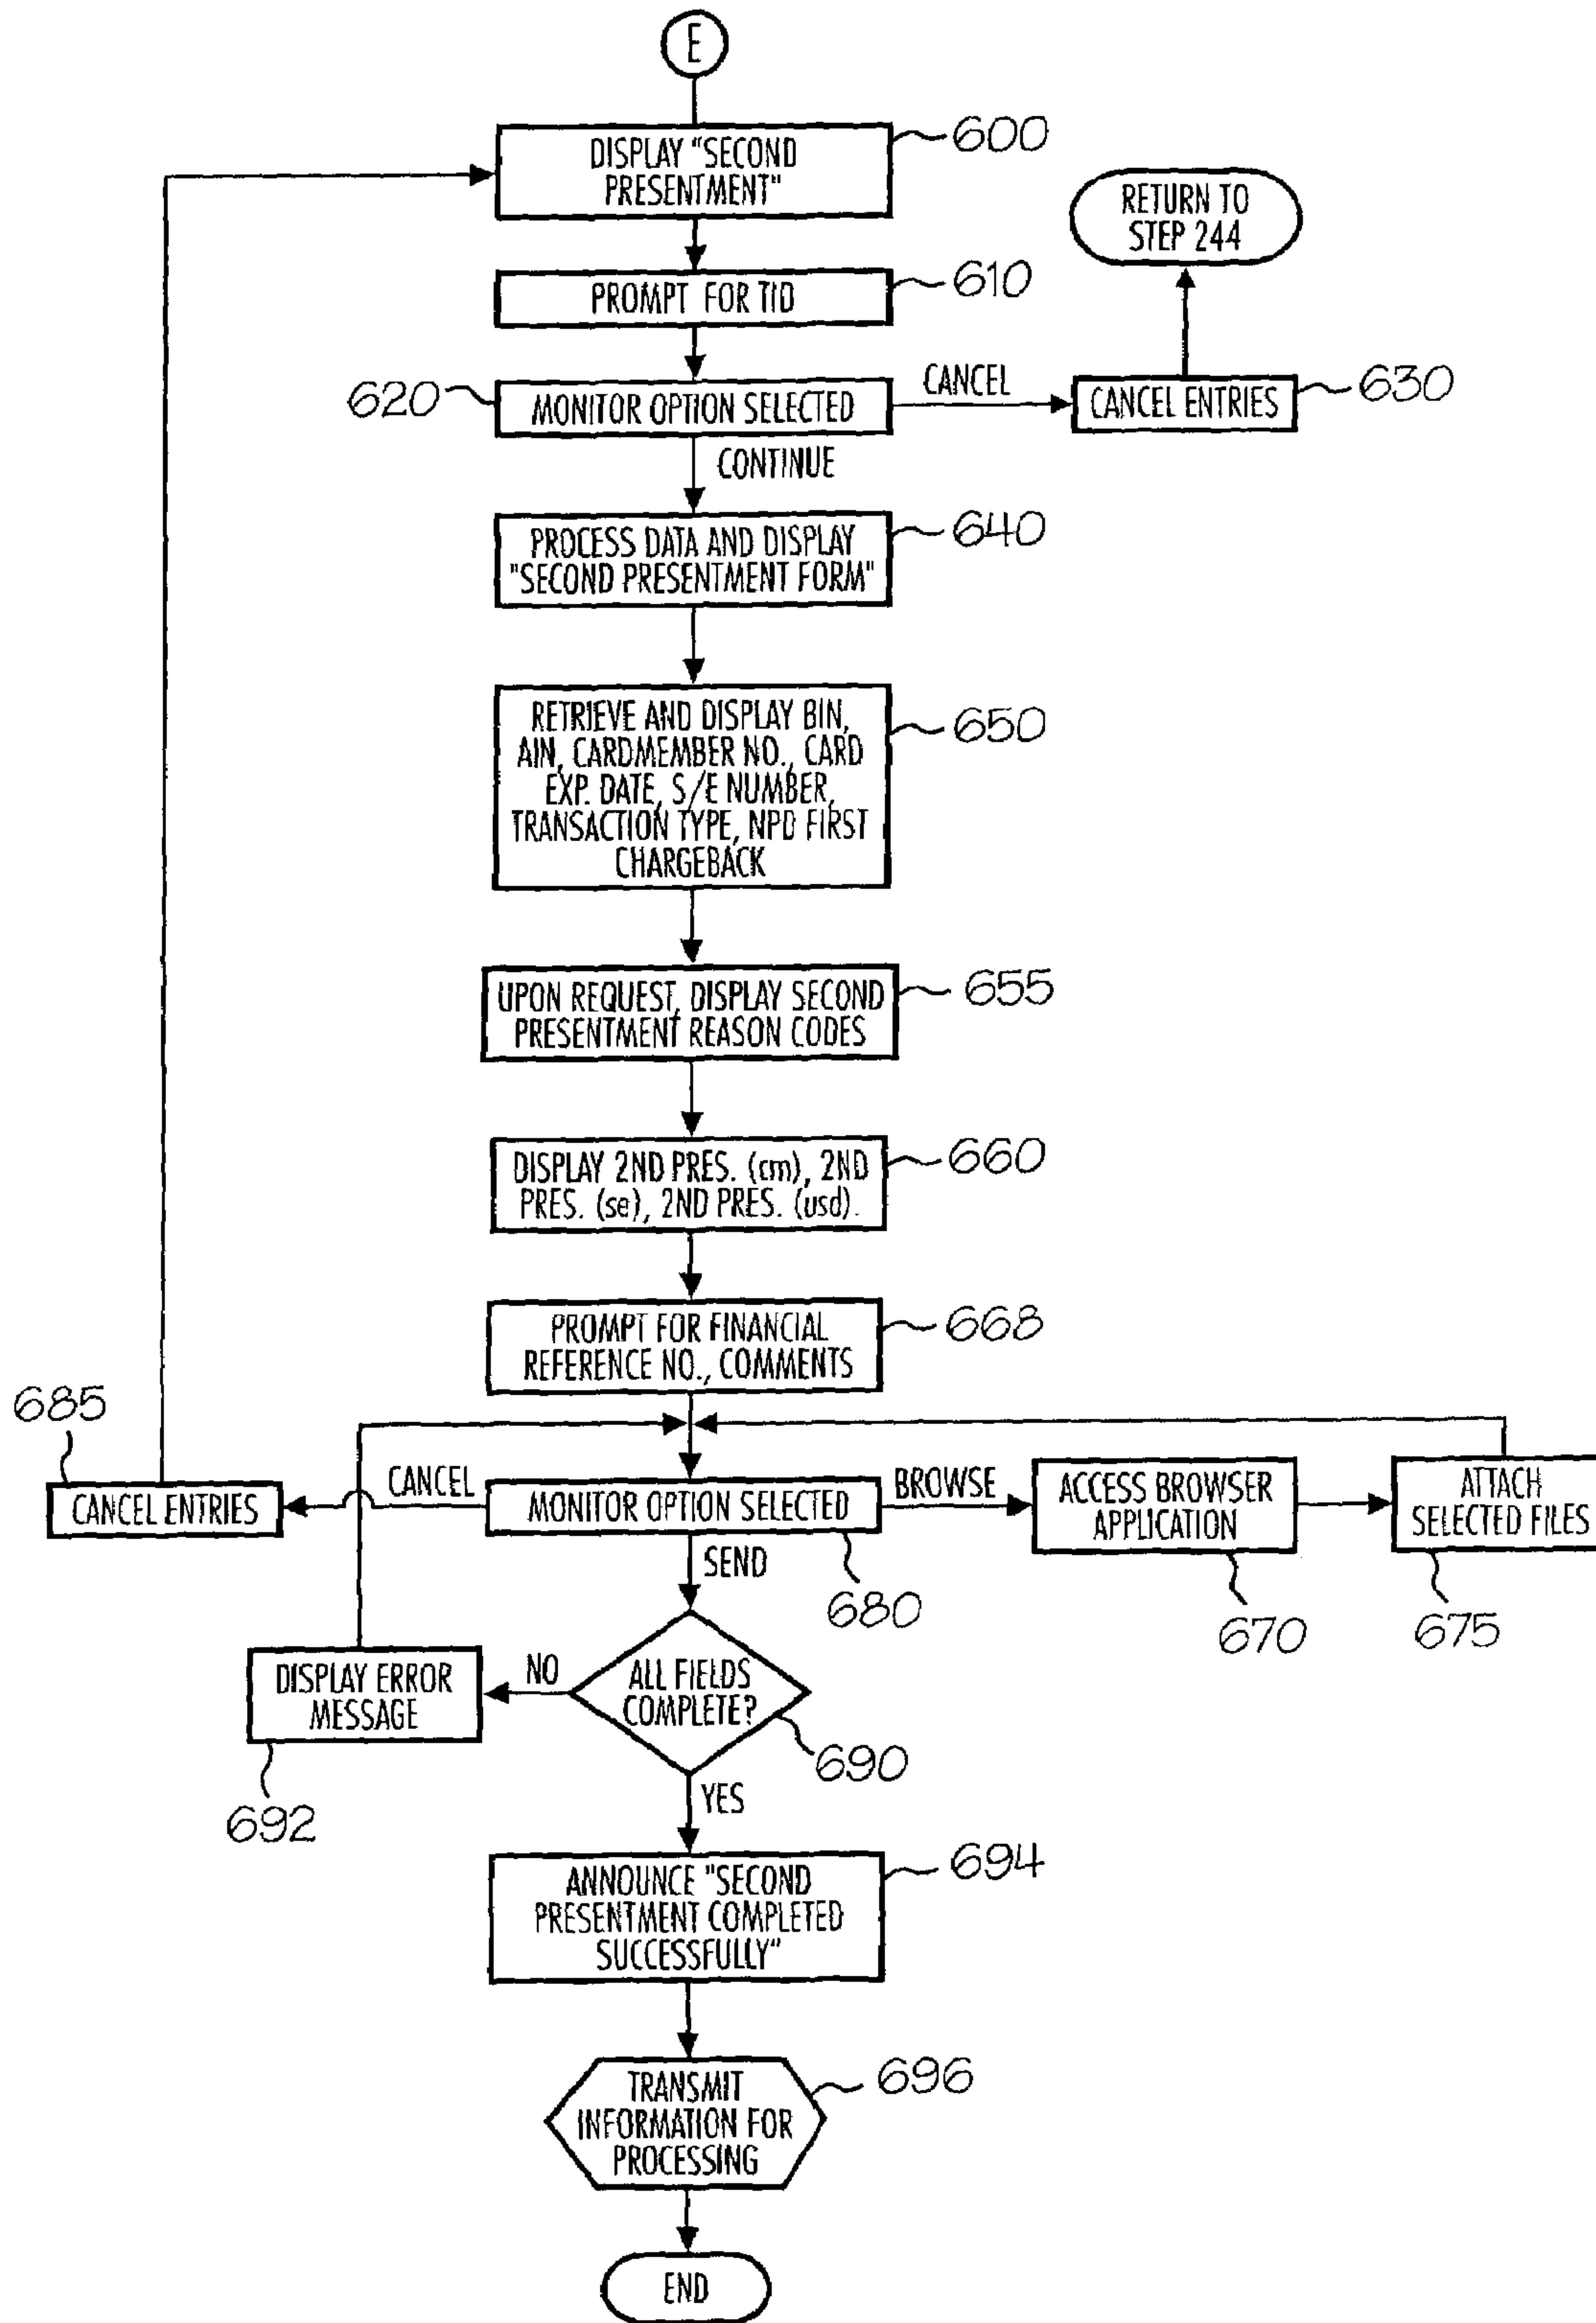 E
DISPLAY "SECOND
PRESENTMENT"
600
RETURN TO
STEP 244
PROMPT FOR TID
610
620
MONITOR OPTION SELECTED
CANCEL
CANCEL ENTRIES
630
CONTINUE
PROCESS DATA AND DISPLAY
"SECOND PRESENTMENT FORM"
640
RETRIEVE AND DISPLAY BIN,
AIN, CARDMEMBER NO., CARD
EXP. DATE, S/E NUMBER,
TRANSACTION TYPE, NPD FIRST
CHARGEBACK
650
UPON REQUEST, DISPLAY SECOND
PRESENTMENT REASON CODES
655
DISPLAY 2ND PRES. (cm), 2ND
PRES. (se), 2ND PRES. (usd).
660
PROMPT FOR FINANCIAL
REFERENCE NO., COMMENTS
668
685
CANCEL ENTRIES
CANCEL
MONITOR OPTION SELECTED
BROWSE
ACCESS BROWSER
APPLICATION
ATTACH
SELECTED FILES
SEND
680
670
675
DISPLAY ERROR
MESSAGE
NO
ALL FIELDS
COMPLETE?
690
692
YES
ANNOUNCE "SECOND
PRESENTMENT COMPLETED
SUCCESSFULLY"
694
TRANSMIT
INFORMATION FOR
PROCESSING
696
END